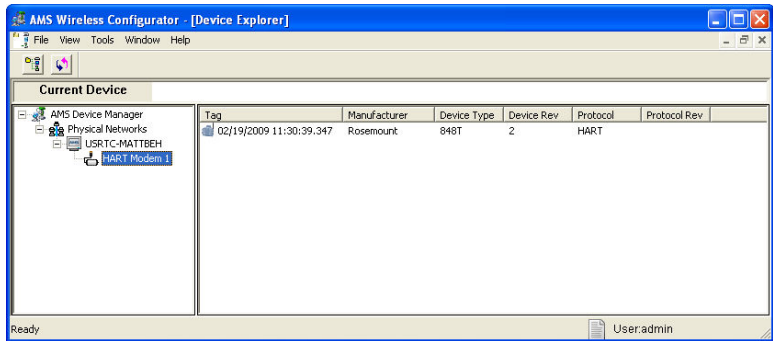 AMS Wireless Configurator - [Device Explorer]
File View Tools Window Help
Current Device
AMS Device Manager
Physical Networks
USRTC-MATTBEH
HART Modem 1
Tag Manufacturer Device Type Device Rev Protocol Protocol Rev
02/19/2009 11:30:39.347 Rosemount 848T 2 HART
Ready User:admin